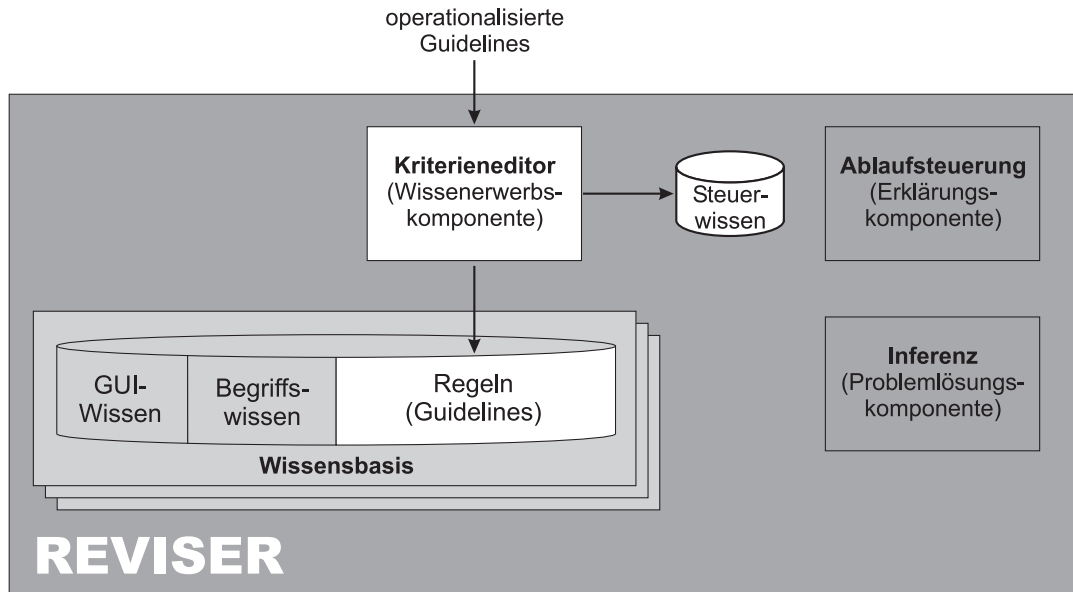 operationalisierte
Guidelines
Kriterieneditor
(Wissenerwerbs-
komponente)
Steuer-
wissen
Ablaufsteuerung
(Erklärungs-
komponente)
Inferenz
(Problemlösungs-
komponente)
GUI-
Wissen
Begriffs-
wissen
Regeln
(Guidelines)
Wissensbasis
REVISER